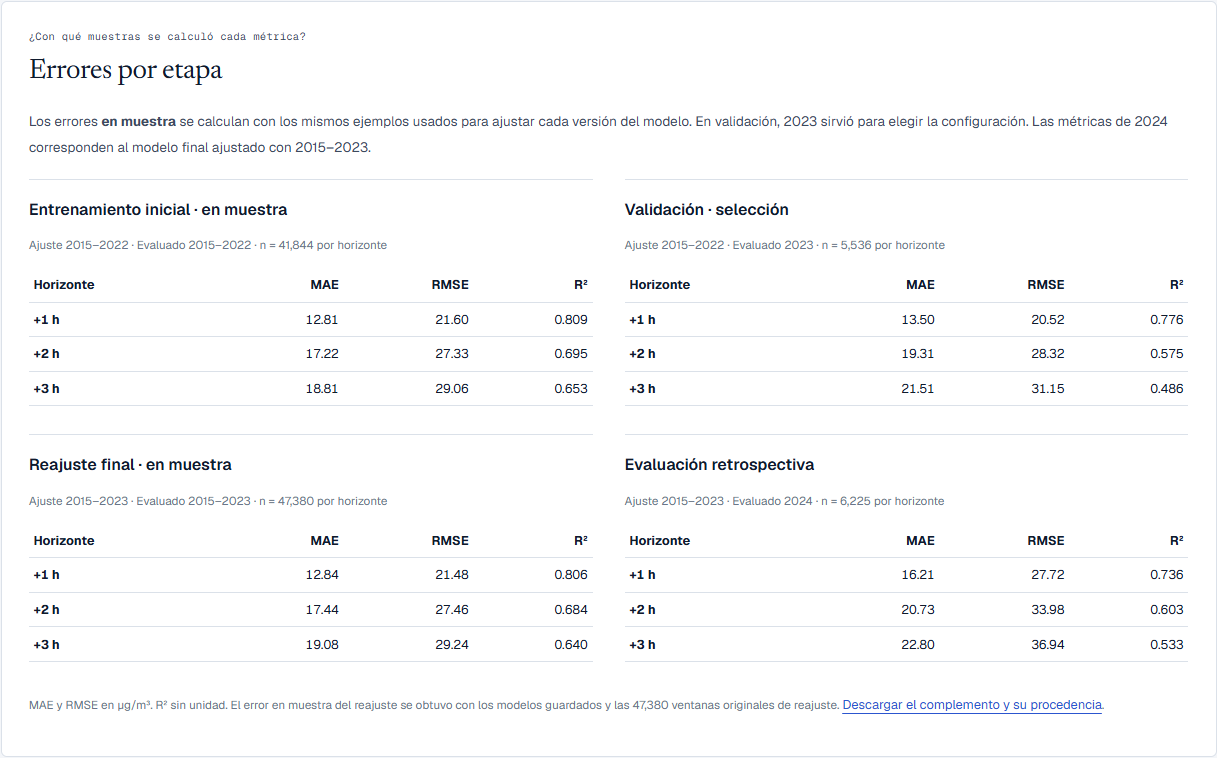 ¿Con qué muestras se calculó cada métrica?
Errores por etapa
Los errores en muestra se calculan con los mismos ejemplos usados para ajustar cada versión del modelo. En validación, 2023 sirvió para elegir la configuración. Las métricas de 2024
corresponden al modelo final ajustado con 2015–2023.
Entrenamiento inicial · en muestra
Ajuste 2015–2022 · Evaluado 2015–2022 · n = 41,844 por horizonte
Horizonte MAE RMSE R²
+1 h 12.81 21.60 0.809
+2 h 17.22 27.33 0.695
+3 h 18.81 29.06 0.653
Validación · selección
Ajuste 2015–2022 · Evaluado 2023 · n = 5,536 por horizonte
Horizonte MAE RMSE R²
+1 h 13.50 20.52 0.776
+2 h 19.31 28.32 0.575
+3 h 21.51 31.15 0.486
Reajuste final · en muestra
Ajuste 2015–2023 · Evaluado 2015–2023 · n = 47,380 por horizonte
Horizonte MAE RMSE R²
+1 h 12.84 21.48 0.806
+2 h 17.44 27.46 0.684
+3 h 19.08 29.24 0.640
Evaluación retrospectiva
Ajuste 2015–2023 · Evaluado 2024 · n = 6,225 por horizonte
Horizonte MAE RMSE R²
+1 h 16.21 27.72 0.736
+2 h 20.73 33.98 0.603
+3 h 22.80 36.94 0.533
MAE y RMSE en µg/m³. R² sin unidad. El error en muestra del reajuste se obtuvo con los modelos guardados y las 47,380 ventanas originales de reajuste. Descargar el complemento y su procedencia.